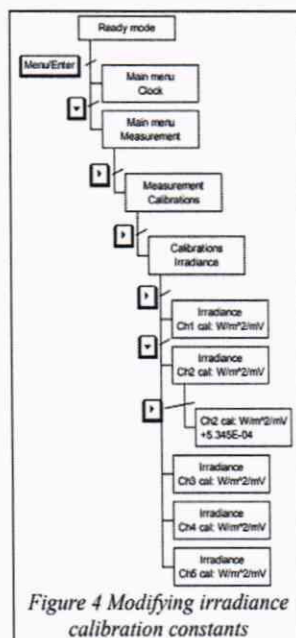 Ready mode
Menu/Enter
Main menu
Clock
Main menu
Measurement
Measurement
Calibrations
Calibrations
Irradiance
Irradiance
Ch1 cal: W/m^2/mV
Irradiance
Ch2 cal: W/m^2/mV
Ch2 cal: W/m^2/mV
+5.345E-04
Irradiance
Ch3 cal: W/m^2/mV
Irradiance
Ch4 cal: W/m^2/mV
Irradiance
Ch5 cal: W/m^2/mV
Figure 4 Modifying irradiance
calibration constants